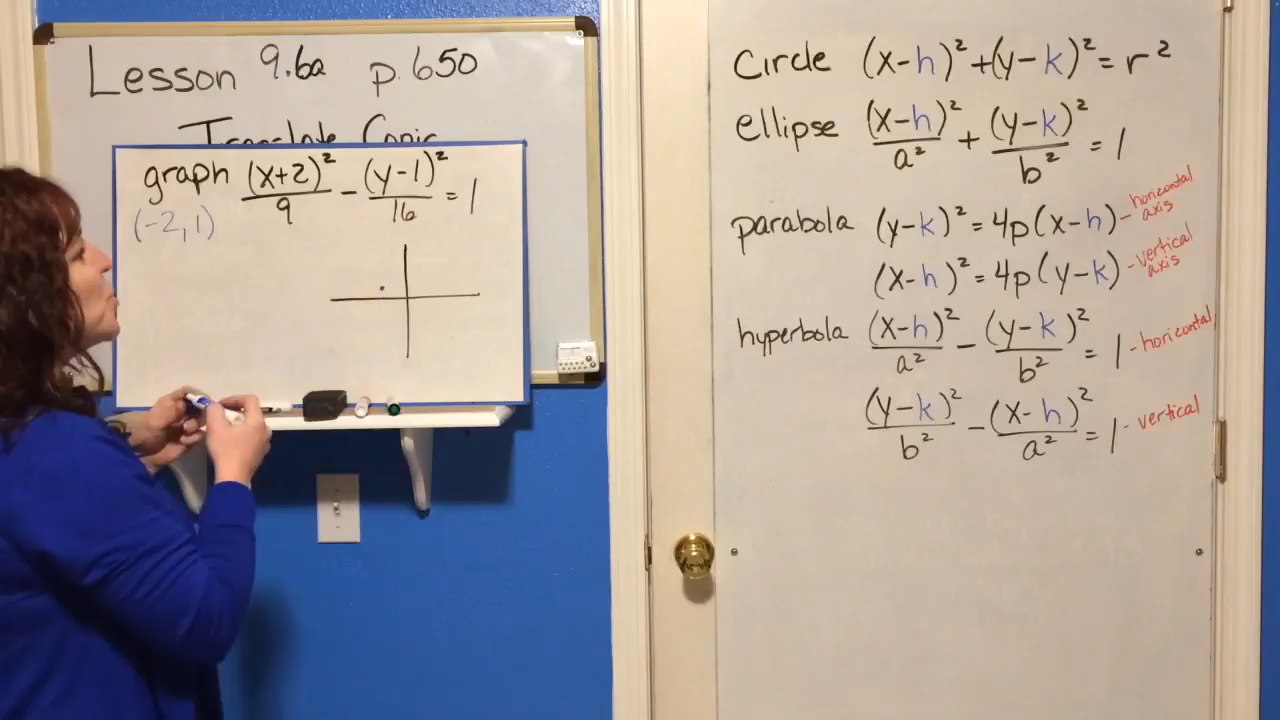 Lesson 9.6a p.650
Translate Conic
graph (x+2)²/9 - (y-1)²/16 = 1
(-2,1)
Circle (x-h)²+(y-k)²=r²
ellipse (x-h)²/a² + (y-k)²/b² = 1
parabola (y-k)²=4p(x-h) - horizontal axis
(x-h)²=4p(y-k) - vertical axis
hyperbola (x-h)²/a² - (y-k)²/b² = 1 - horizontal
(y-k)²/b² - (x-h)²/a² = 1 - vertical